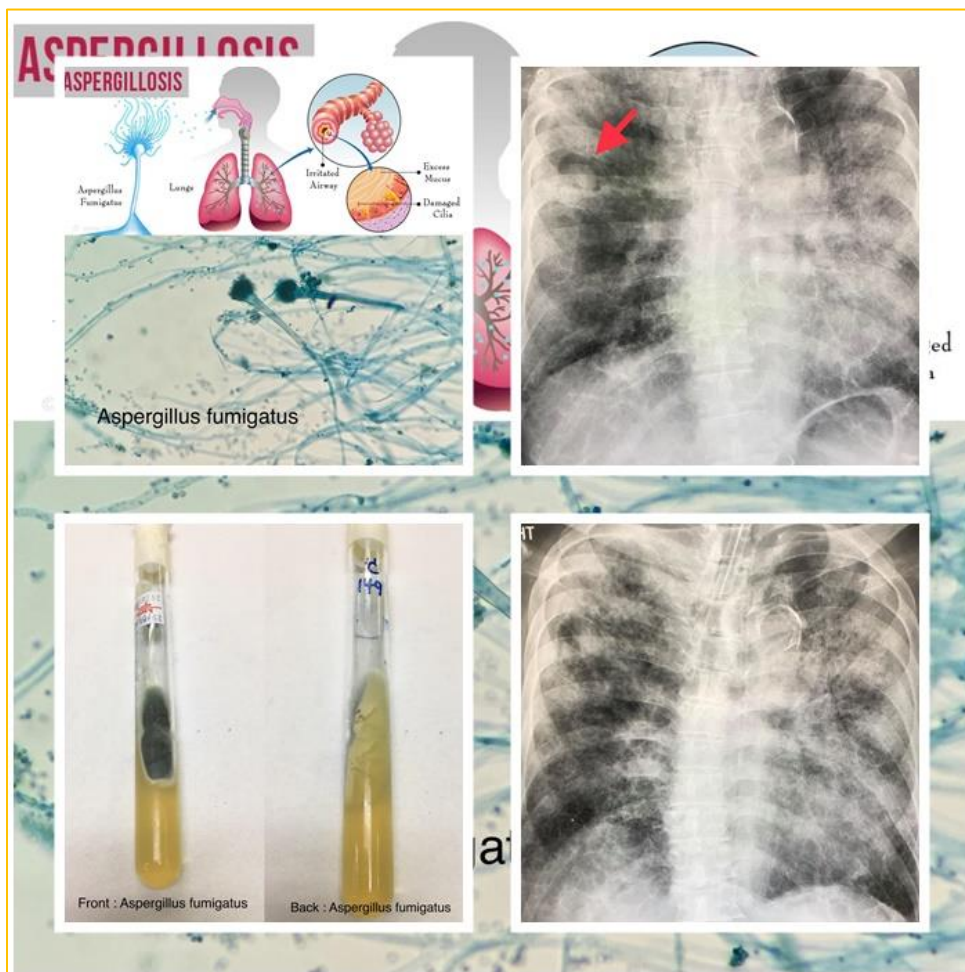 ASPERGILLOSIS
ASPERGILLOSIS
Aspergillus
Fumigatus
Lungs
Irritated
Airway
Excess
Mucus
Damaged
Cilia
Aspergillus fumigatus
149
Front : Aspergillus fumigatus
Back : Aspergillus fumigatus